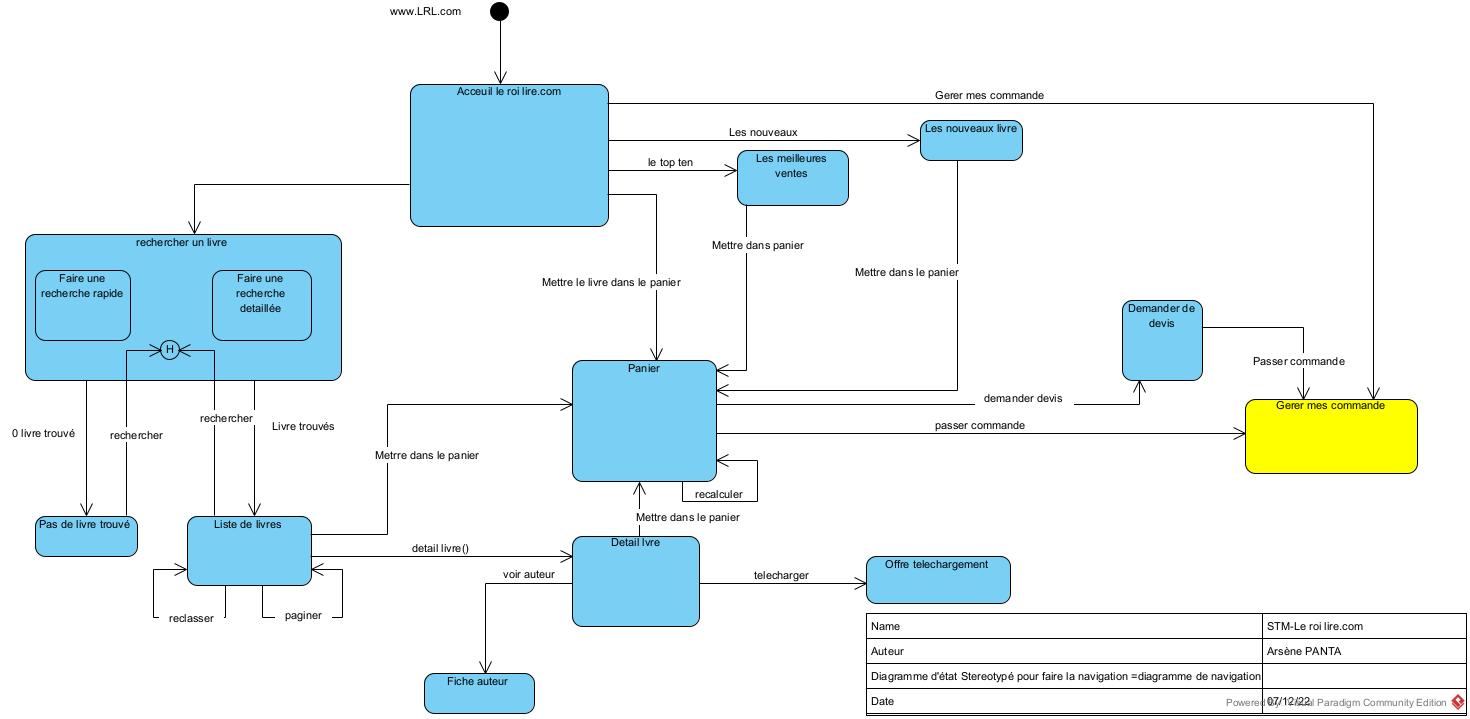 www.LRL.com
Acceuil le roi lire.com
Gerer mes commande
Les nouveaux
Les nouveaux livre
le top ten
Les meilleures
ventes
rechercher un livre
Faire une
recherche rapide
Faire une
recherche
detaillée
H
Mettre dans panier
Mettre le livre dans le panier
Mettre dans le panier
Demander de
devis
Passer commande
Panier
demander devis
Gerer mes commande
passer commande
0 livre trouvé
rechercher
rechercher
Livre trouvés
Metrre dans le panier
recalculer
Mettre dans le panier
Pas de livre trouvé
Liste de livres
detail livre()
Detail lvre
voir auteur
telecharger
Offre telechargement
reclasser
paginer
Fiche auteur
Name STM-Le roi lire.com
Auteur Arsène PANTA
Diagramme d'état Stereotypé pour faire la navigation =diagramme de navigation
Date 07/12/22
Powered By Visual Paradigm Community Edition